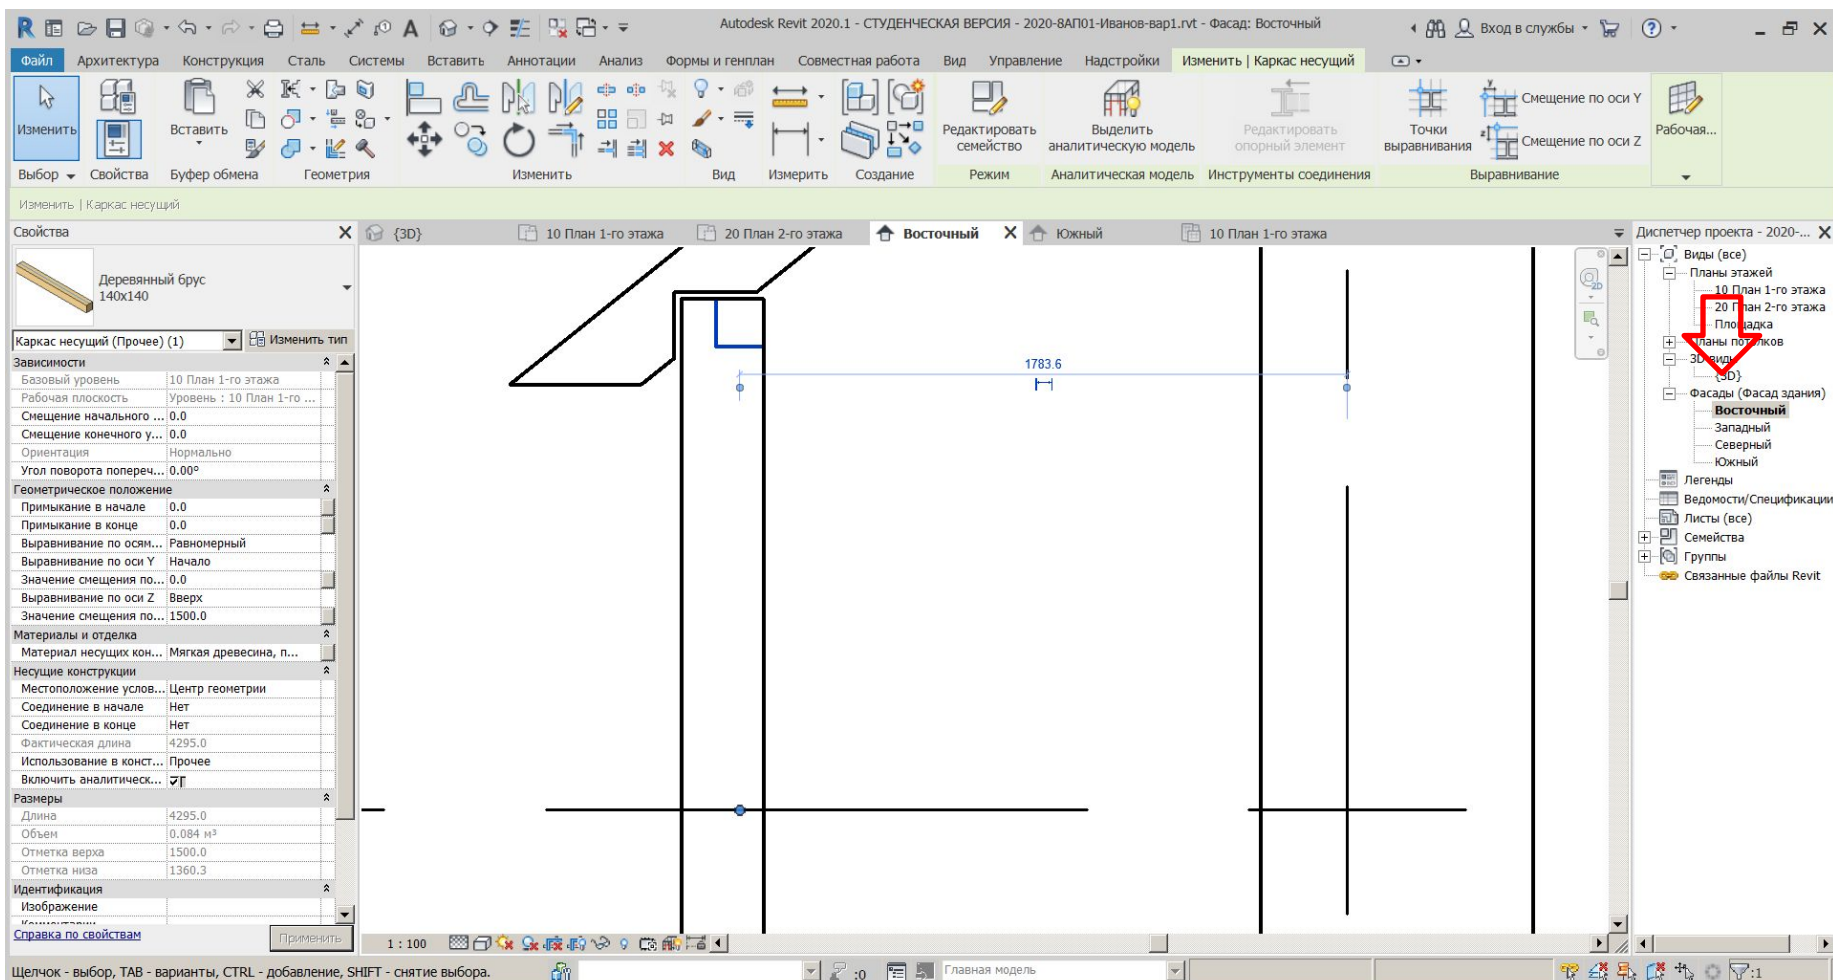 Autodesk Revit 2020.1 - СТУДЕНЧЕСКАЯ ВЕРСИЯ - 2020-8АП01-Иванов-вар1.rvt - Фасад: Восточный
Вход в службы
Файл Архитектура Конструкция Сталь Системы Вставить Аннотации Анализ Формы и генплан Совместная работа Вид Управление Надстройки Изменить | Каркас несущий
Изменить
Вставить
Редактировать семейство
Выделить аналитическую модель
Редактировать опорный элемент
Точки выравнивания
Смещение по оси Y
Смещение по оси Z
Рабочая...
Выбор Свойства Буфер обмена Геометрия Изменить Вид Измерить Создание Режим Аналитическая модель Инструменты соединения Выравнивание
Изменить | Каркас несущий
Свойства
{3D} 10 План 1-го этажа 20 План 2-го этажа Восточный Южный 10 План 1-го этажа
Деревянный брус
140x140
Каркас несущий (Прочее) (1) Изменить тип
Зависимости
Базовый уровень 10 План 1-го этажа
Рабочая плоскость Уровень : 10 План 1-го ...
Смещение начального ... 0.0
Смещение конечного у... 0.0
Ориентация Нормально
Угол поворота попереч... 0.00°
Геометрическое положение
Примыкание в начале 0.0
Примыкание в конце 0.0
Выравнивание по осям... Равномерный
Выравнивание по оси Y Начало
Значение смещения по... 0.0
Выравнивание по оси Z Вверх
Значение смещения по... 1500.0
Материалы и отделка
Материал несущих кон... Мягкая древесина, п...
Несущие конструкции
Местоположение услов... Центр геометрии
Соединение в начале Нет
Соединение в конце Нет
Фактическая длина 4295.0
Использование в конст... Прочее
Включить аналитическ...
Размеры
Длина 4295.0
Объем 0.084 м³
Отметка верха 1500.0
Отметка низа 1360.3
Идентификация
Изображение
Справка по свойствам Применить
1783.6
1 : 100
Диспетчер проекта - 2020-...
Виды (все)
Планы этажей
10 План 1-го этажа
20 План 2-го этажа
Площадка
Планы потолков
3D виды
{3D}
Фасады (Фасад здания)
Восточный
Западный
Северный
Южный
Легенды
Ведомости/Спецификации
Листы (все)
Семейства
Группы
Связанные файлы Revit
Щелчок - выбор, TAB - варианты, CTRL - добавление, SHIFT - снятие выбора. :0 Главная модель :1